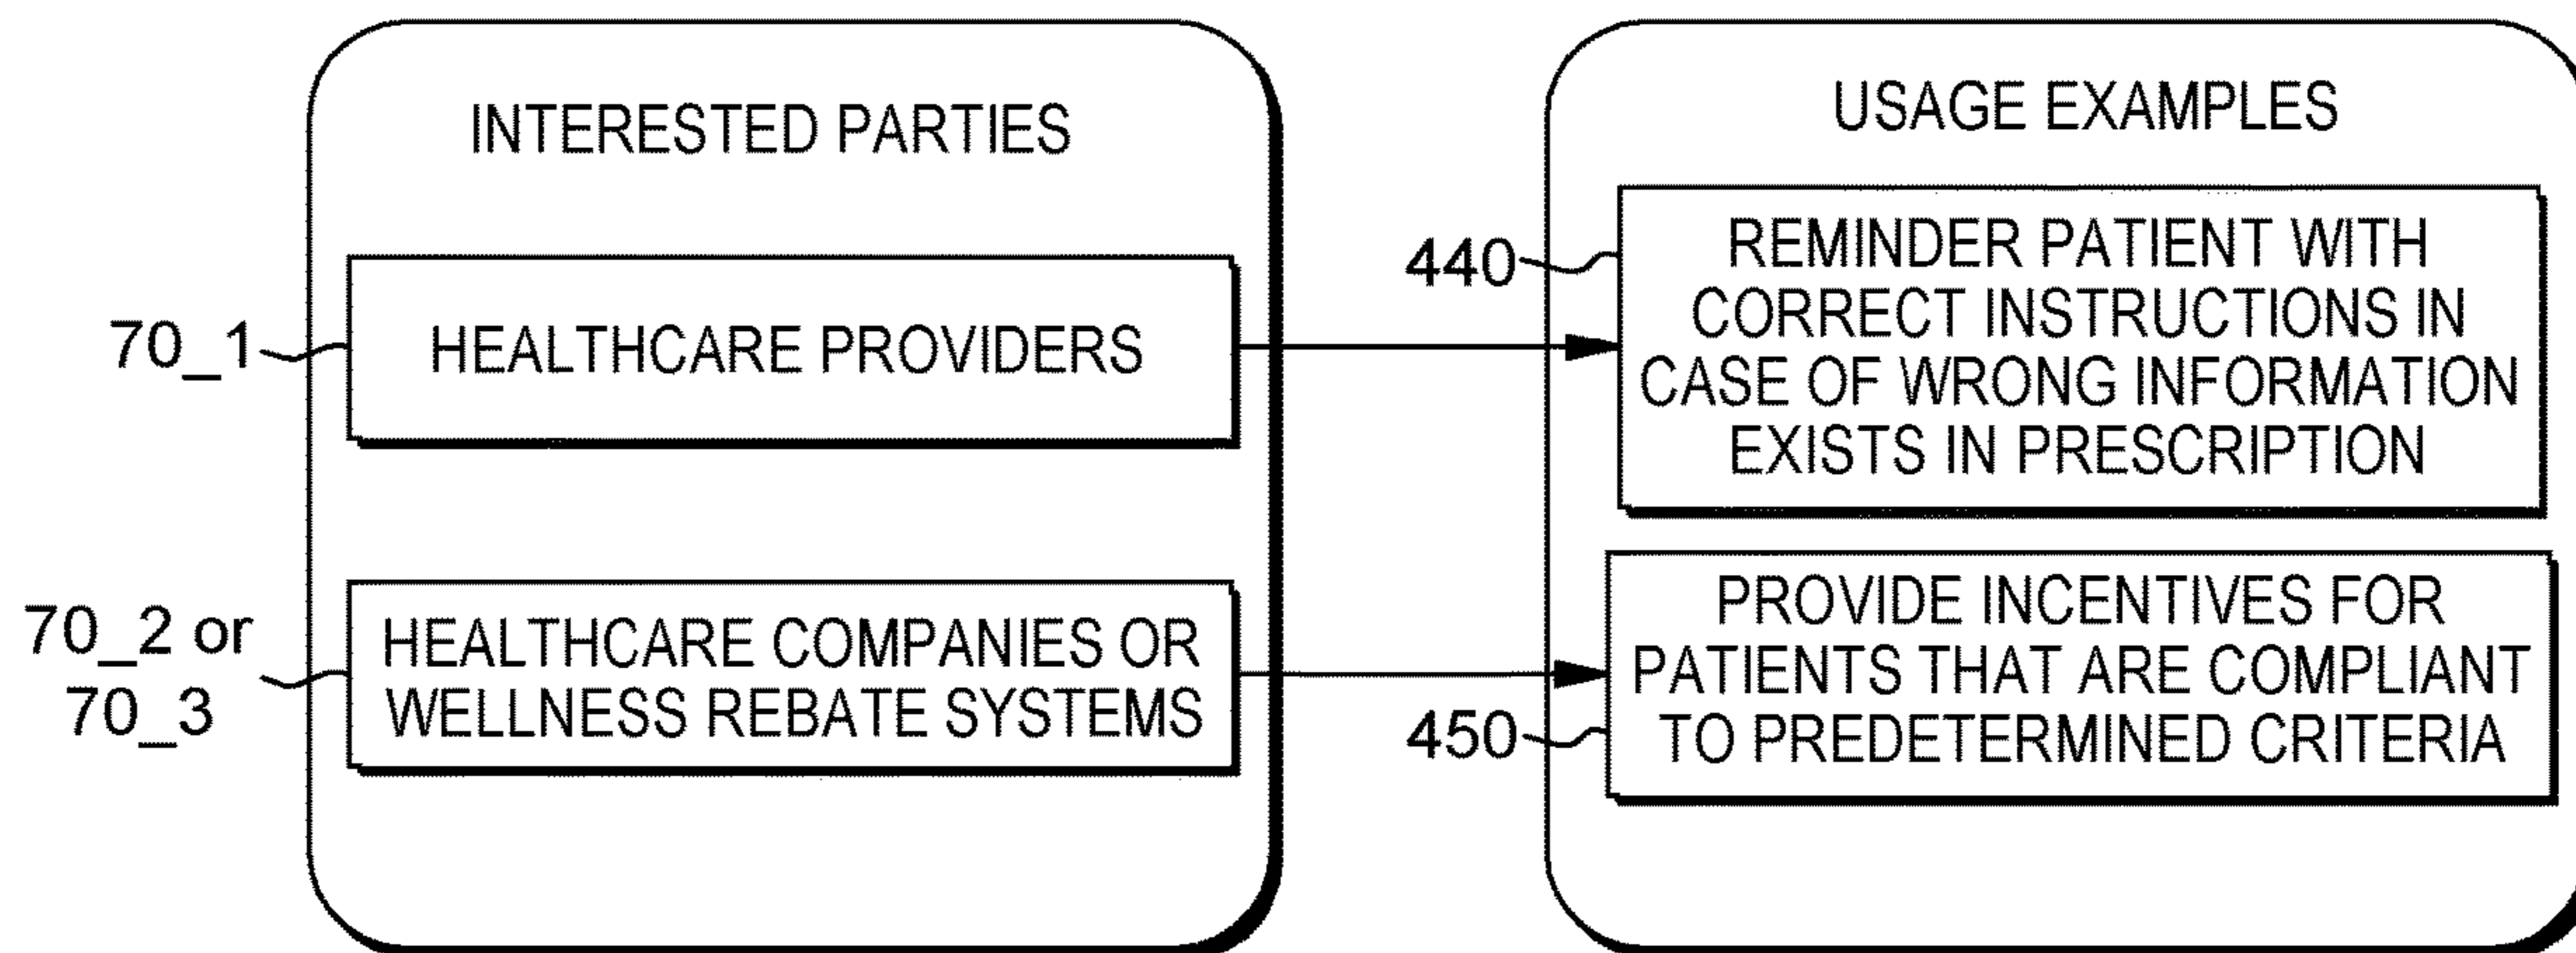 INTERESTED PARTIES
70_1
HEALTHCARE PROVIDERS
70_2 or
70_3
HEALTHCARE COMPANIES OR
WELLNESS REBATE SYSTEMS
USAGE EXAMPLES
440
REMINDER PATIENT WITH
CORRECT INSTRUCTIONS IN
CASE OF WRONG INFORMATION
EXISTS IN PRESCRIPTION
450
PROVIDE INCENTIVES FOR
PATIENTS THAT ARE COMPLIANT
TO PREDETERMINED CRITERIA